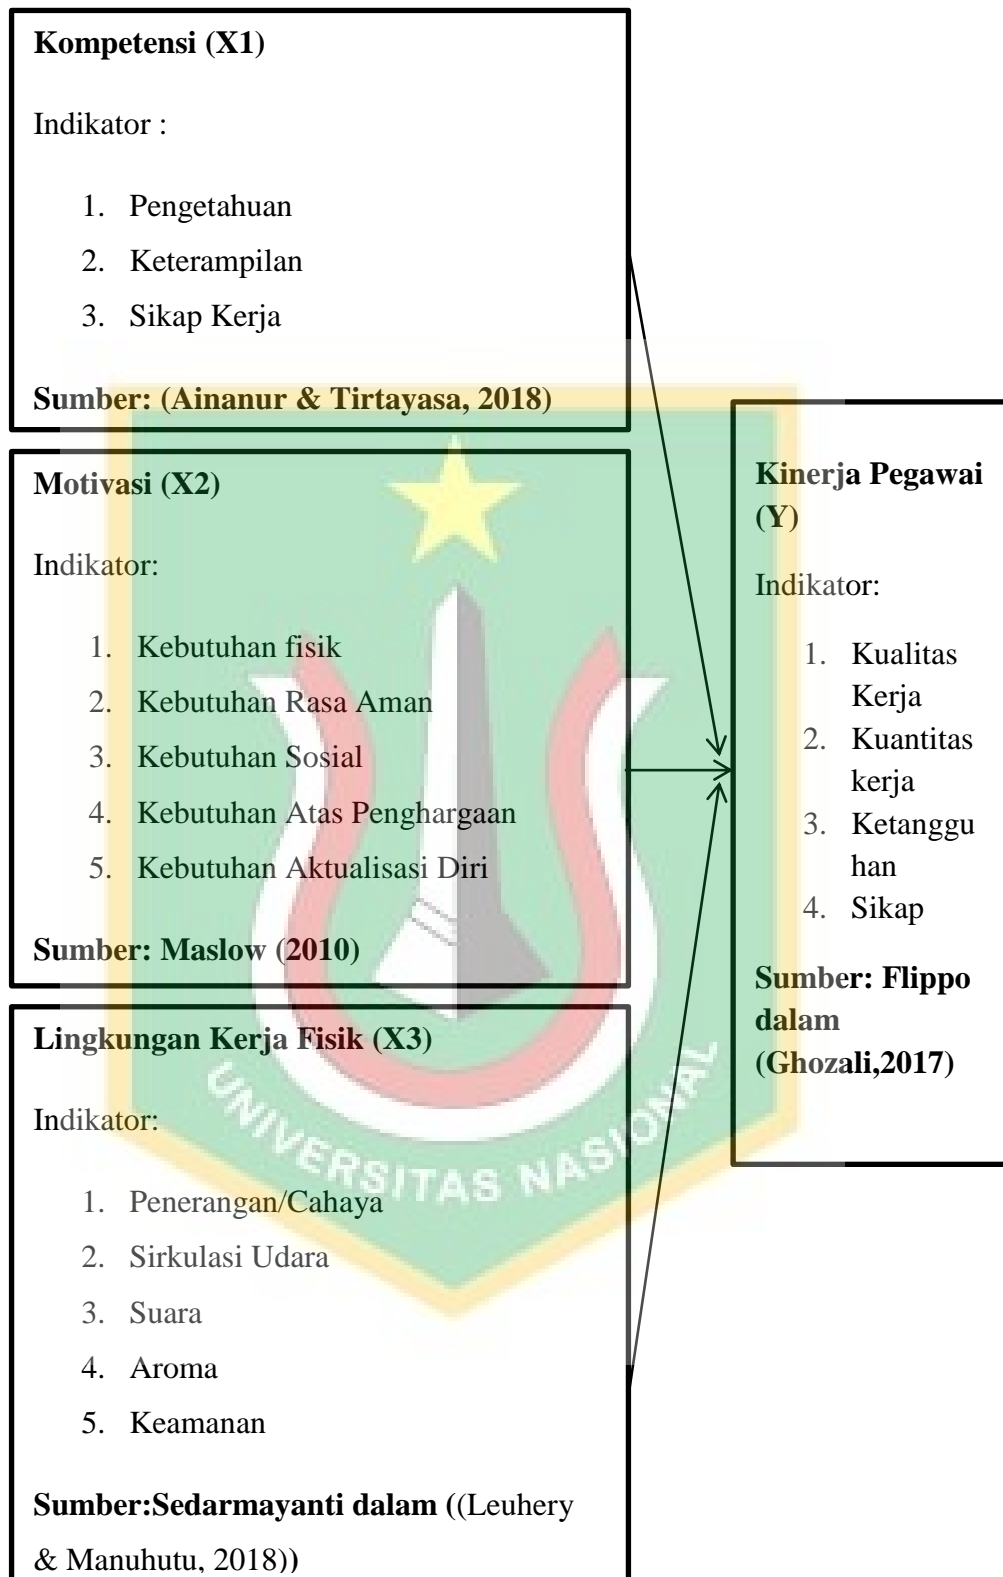 Kompetensi (X1)
Indikator :
1. Pengetahuan
2. Keterampilan
3. Sikap Kerja
Sumber: (Ainanur & Tirtayasa, 2018)
Motivasi (X2)
Indikator:
1. Kebutuhan fisik
2. Kebutuhan Rasa Aman
3. Kebutuhan Sosial
4. Kebutuhan Atas Penghargaan
5. Kebutuhan Aktualisasi Diri
Sumber: Maslow (2010)
Lingkungan Kerja Fisik (X3)
Indikator:
1. Penerangan/Cahaya
2. Sirkulasi Udara
3. Suara
4. Aroma
5. Keamanan
Sumber:Sedarmayanti dalam ((Leuhery
& Manuhutu, 2018))
Kinerja Pegawai
(Y)
Indikator:
1. Kualitas
Kerja
2. Kuantitas
kerja
3. Ketanggu
han
4. Sikap
Sumber: Flippo
dalam
(Ghozali,2017)
UNIVERSITAS NASIONAL